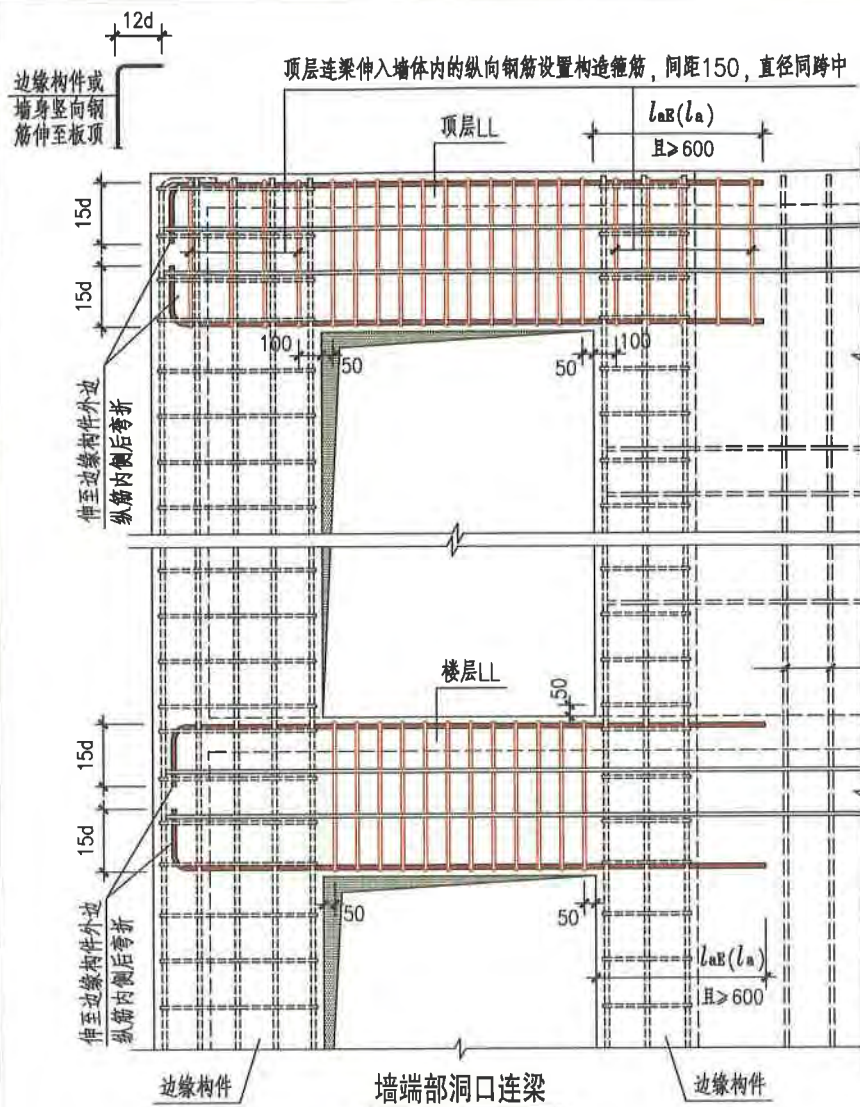 12d
边缘构件或
墙身竖向钢
筋伸至板顶
顶层连梁伸入墙体内的纵向钢筋设置构造箍筋，间距150，直径同跨中
laE(la)
且≥600
顶层LL
15d
15d
100
50
50
100
伸至边缘构件外边
纵筋内侧后弯折
楼层LL
50
15d
15d
50
50
伸至边缘构件外边
纵筋内侧后弯折
laE(la)
且≥600
边缘构件
墙端部洞口连梁
边缘构件